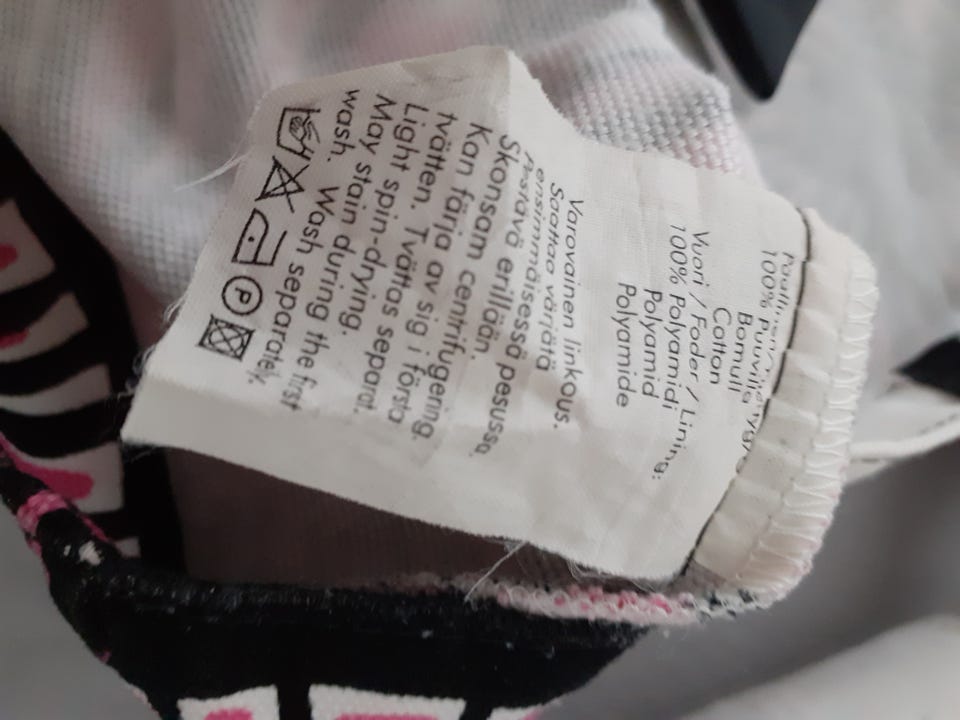 100% Puuvillaa
Bomull
Cotton
Vuori / Foder / Lining:
100% Polyamidi
Polyamid
Polyamide
Varovainen linkous.
Saattaa värjätä
ensimmäisessä pesussa,
Pestävä erillään.
Skonsam centrifugering.
Kan färja av sig i första
tvätten. Tvättas separat.
Light spin-drying.
May stain during the first
wash. Wash separately.
P